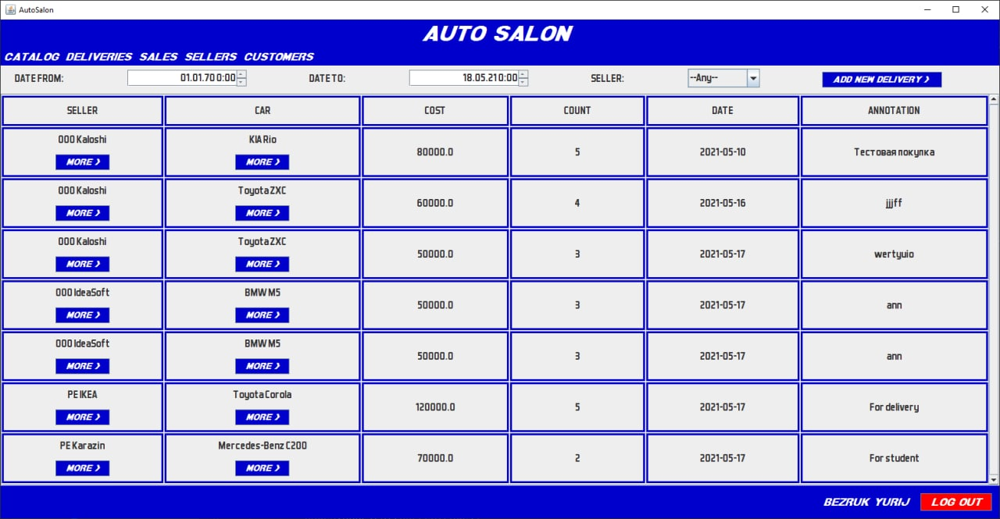 AutoSalon
AUTO SALON
CATALOG DELIVERIES SALES SELLERS CUSTOMERS
DATE FROM: 01.01.70 0:00 DATE TO: 18.05.21 0:00 SELLER: --Any-- ADD NEW DELIVERY >
SELLER CAR COST COUNT DATE ANNOTATION
OOO Kaloshi KIA Rio 80000.0 5 2021-05-10 Тестовая покупка
MORE > MORE >
OOO Kaloshi Toyota ZXC 60000.0 4 2021-05-16 jjjff
MORE > MORE >
OOO Kaloshi Toyota ZXC 50000.0 3 2021-05-17 wertyuio
MORE > MORE >
OOO IdeaSoft BMW M5 50000.0 3 2021-05-17 ann
MORE > MORE >
OOO IdeaSoft BMW M5 50000.0 3 2021-05-17 ann
MORE > MORE >
PE IKEA Toyota Corola 120000.0 5 2021-05-17 For delivery
MORE > MORE >
PE Karazin Mercedes-Benz C200 70000.0 2 2021-05-17 For student
MORE > MORE >
BEZRUK YURIJ LOG OUT